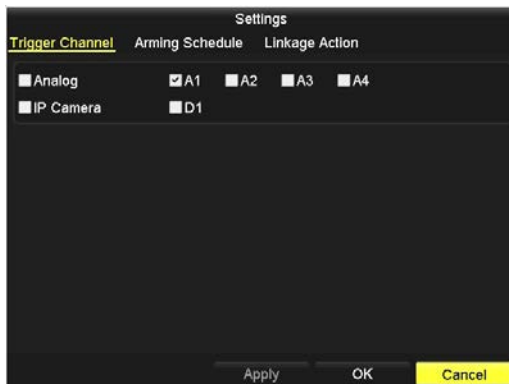 Settings
Trigger Channel Arming Schedule Linkage Action
Analog A1 A2 A3 A4
IP Camera D1
Apply OK Cancel